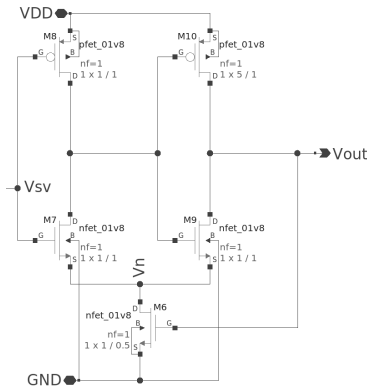 VDD
M8
S
pfet_01v8
G
B
nf=1
1 x 1 / 1
D
M10
S
pfet_01v8
G
B
nf=1
1 x 5 / 1
D
Vout
Vsv
M7
D
nfet_01v8
G
B
nf=1
1 x 1 / 1
S
M9
D
nfet_01v8
G
B
nf=1
1 x 1 / 1
S
Vn
M6
D
nfet_01v8
B
G
nf=1
1 x 1 / 0.5
S
GND